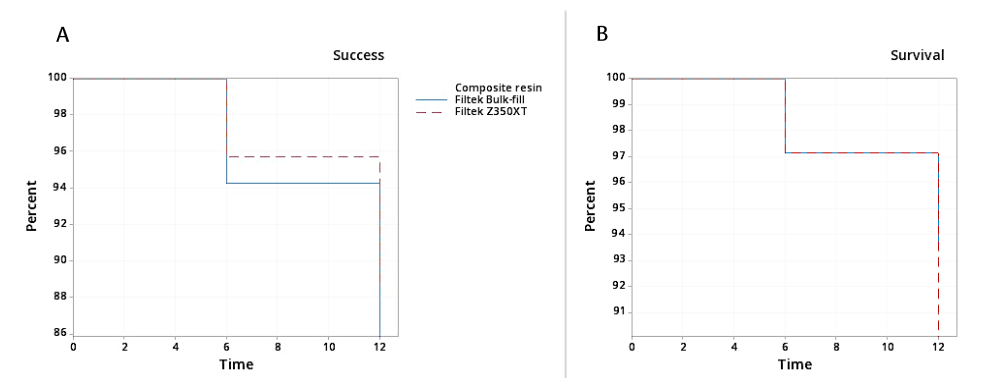 A
Success
100
98
96
94
92
90
88
86
0 2 4 6 8 10 12
Time
Percent
Composite resin
Filtek Bulk-fill
Filtek Z350XT
B
Survival
100
99
98
97
96
95
94
93
92
91
0 2 4 6 8 10 12
Time
Percent